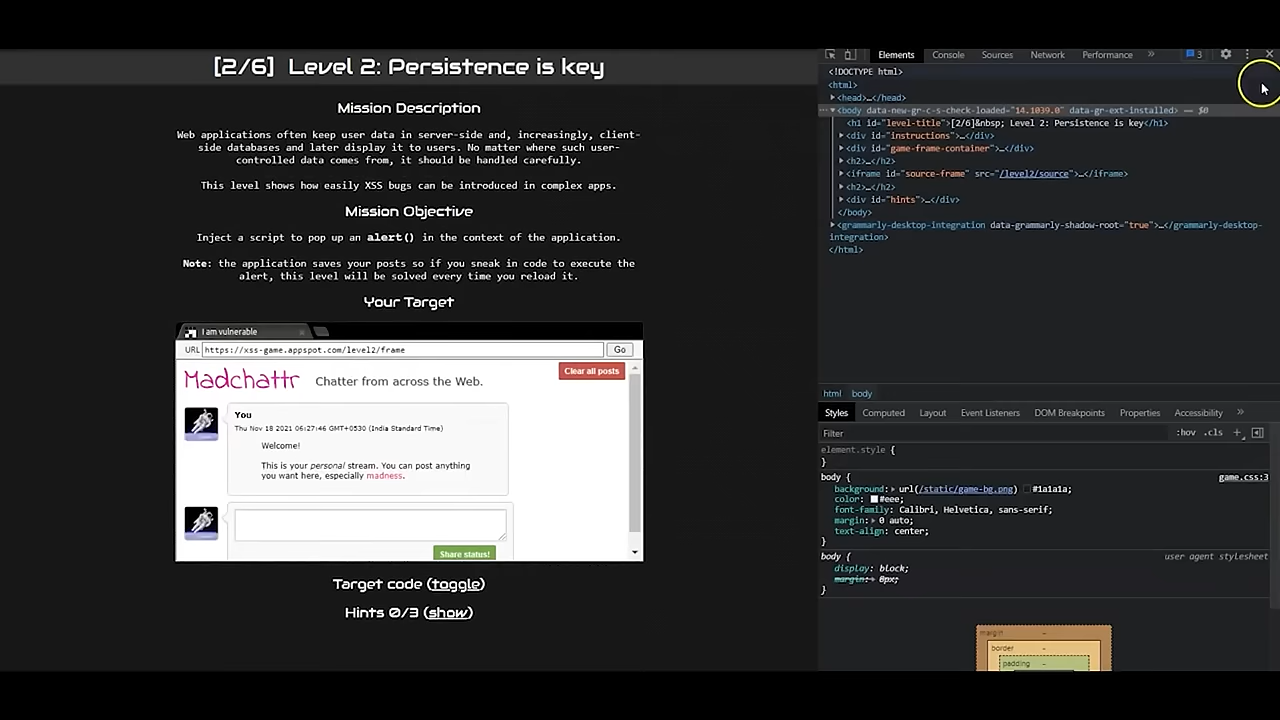 [2/6]  Level 2: Persistence is key
Mission Description
Web applications often keep user data in server-side and, increasingly, client-
side databases and later display it to users. No matter where such user-
controlled data comes from, it should be handled carefully.
This level shows how easily XSS bugs can be introduced in complex apps.
Mission Objective
Inject a script to pop up an alert() in the context of the application.
Note: the application saves your posts so if you sneak in code to execute the
alert, this level will be solved every time you reload it.
Your Target
I am vulnerable
URL https://xss-game.appspot.com/level2/frame Go
Madchattr Chatter from across the Web. Clear all posts
You
Thu Nov 18 2021 06:27:46 GMT+0530 (India Standard Time)
Welcome!
This is your personal stream. You can post anything
you want here, especially madness.
Share status!
Target code (toggle)
Hints 0/3 (show)
Elements Console Sources Network Performance » 3
<!DOCTYPE html>
<html>
<head>…</head>
<body data-new-gr-c-s-check-loaded="14.1039.0" data-gr-ext-installed> == $0
<h1 id="level-title">[2/6]&nbsp; Level 2: Persistence is key</h1>
<div id="instructions">…</div>
<div id="game-frame-container">…</div>
<h2>…</h2>
<iframe id="source-frame" src="/level2/source">…</iframe>
<h2>…</h2>
<div id="hints">…</div>
</body>
<grammarly-desktop-integration data-grammarly-shadow-root="true">…</grammarly-desktop-
integration>
</html>
html body
Styles Computed Layout Event Listeners DOM Breakpoints Properties Accessibility »
Filter :hov .cls +
element.style {
}
body { game.css:3
background: url(/static/game-bg.png) #1a1a1a;
color: #eee;
font-family: Calibri, Helvetica, sans-serif;
margin: 0 auto;
text-align: center;
}
body { user agent stylesheet
display: block;
margin: 8px;
}
margin -
border -
padding -